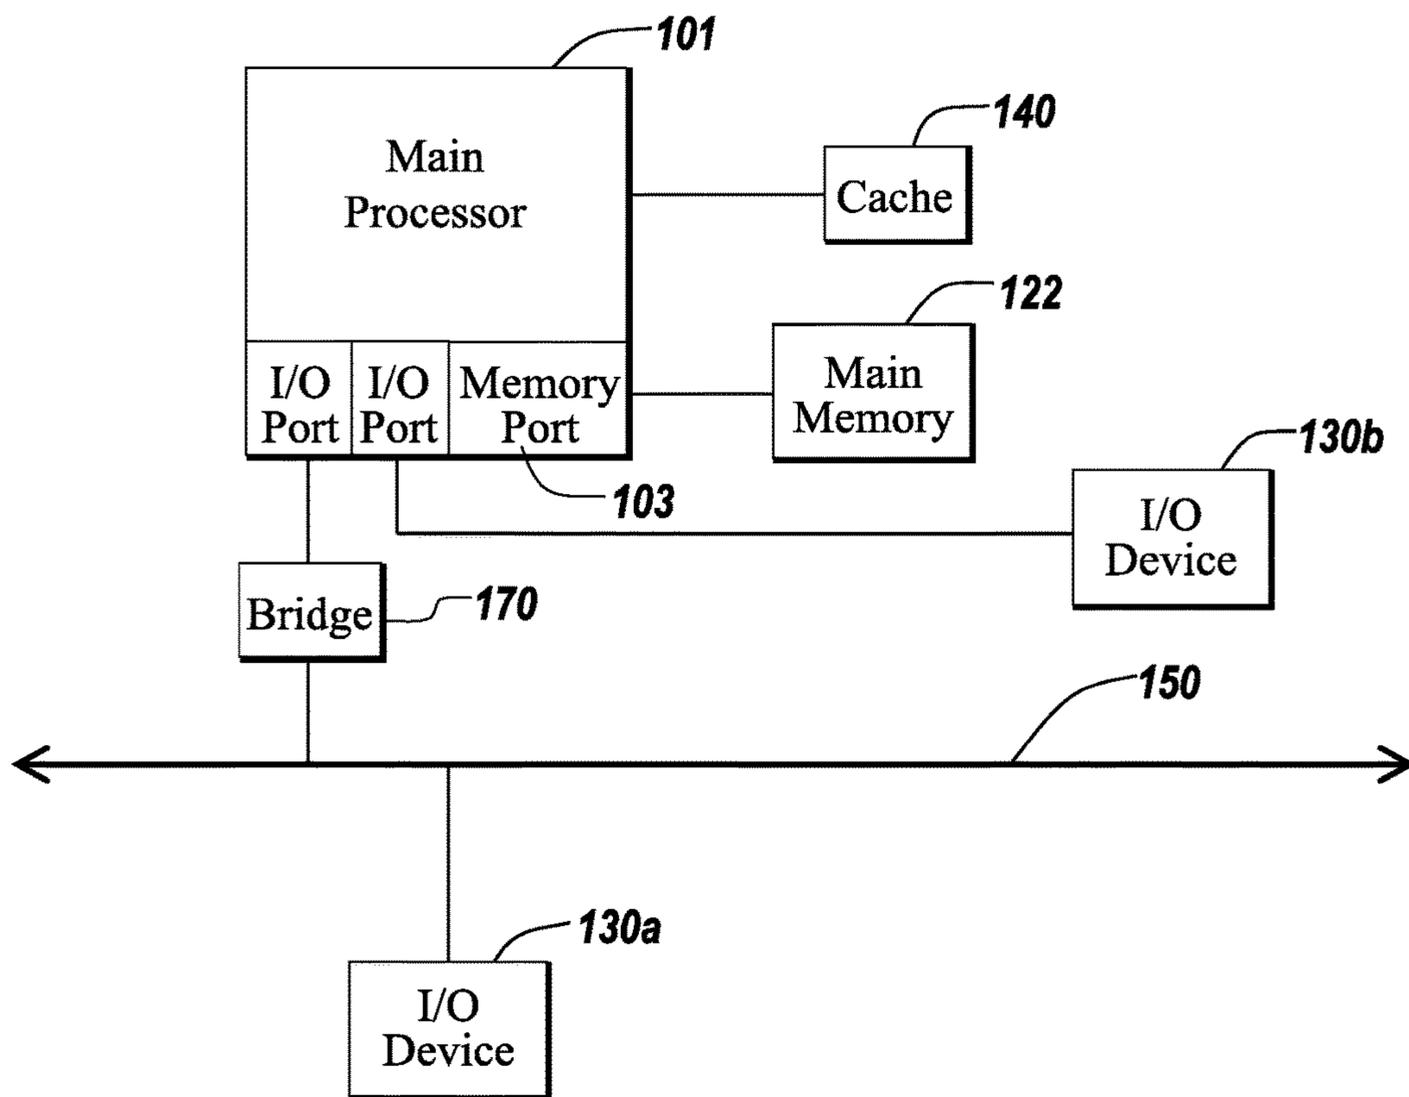 101
Main
Processor
140
Cache
122
Main
Memory
I/O
Port
I/O
Port
Memory
Port
103
130b
I/O
Device
Bridge
170
150
130a
I/O
Device